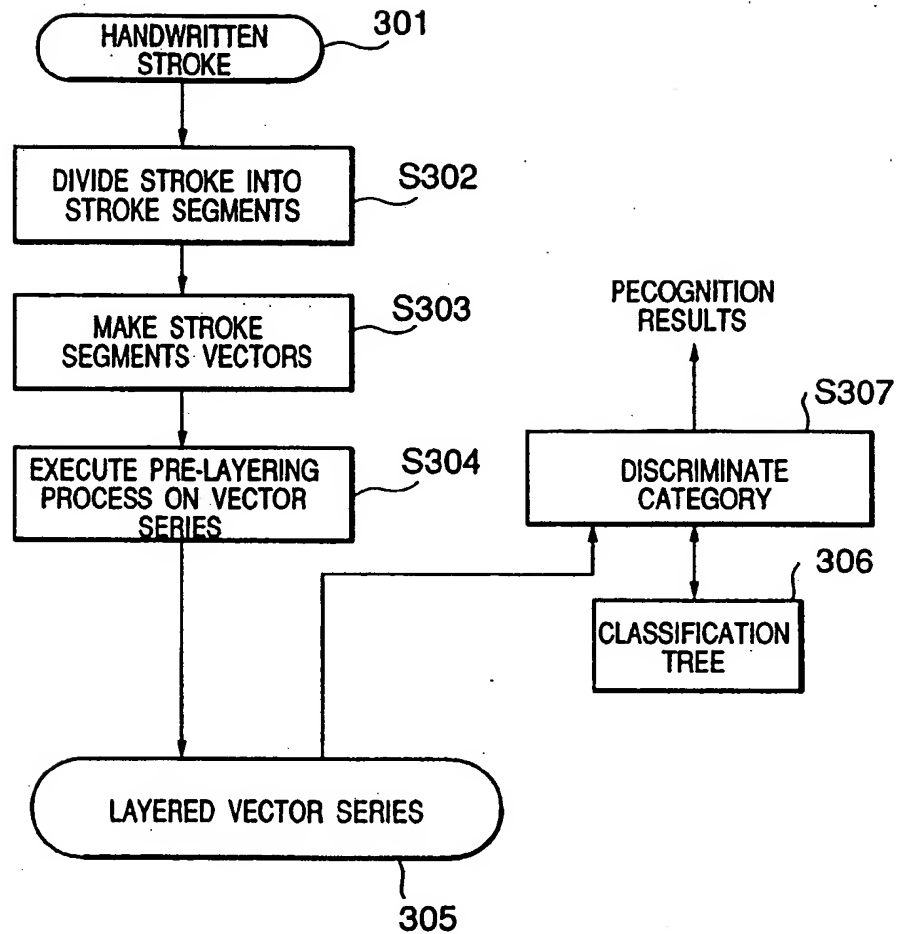 HANDWRITTEN
STROKE
301
DIVIDE STROKE INTO
STROKE SEGMENTS
S302
MAKE STROKE
SEGMENTS VECTORS
S303
EXECUTE PRE-LAYERING
PROCESS ON VECTOR
SERIES
S304
LAYERED VECTOR SERIES
305
PECOGNITION
RESULTS
S307
DISCRIMINATE
CATEGORY
306
CLASSIFICATION
TREE